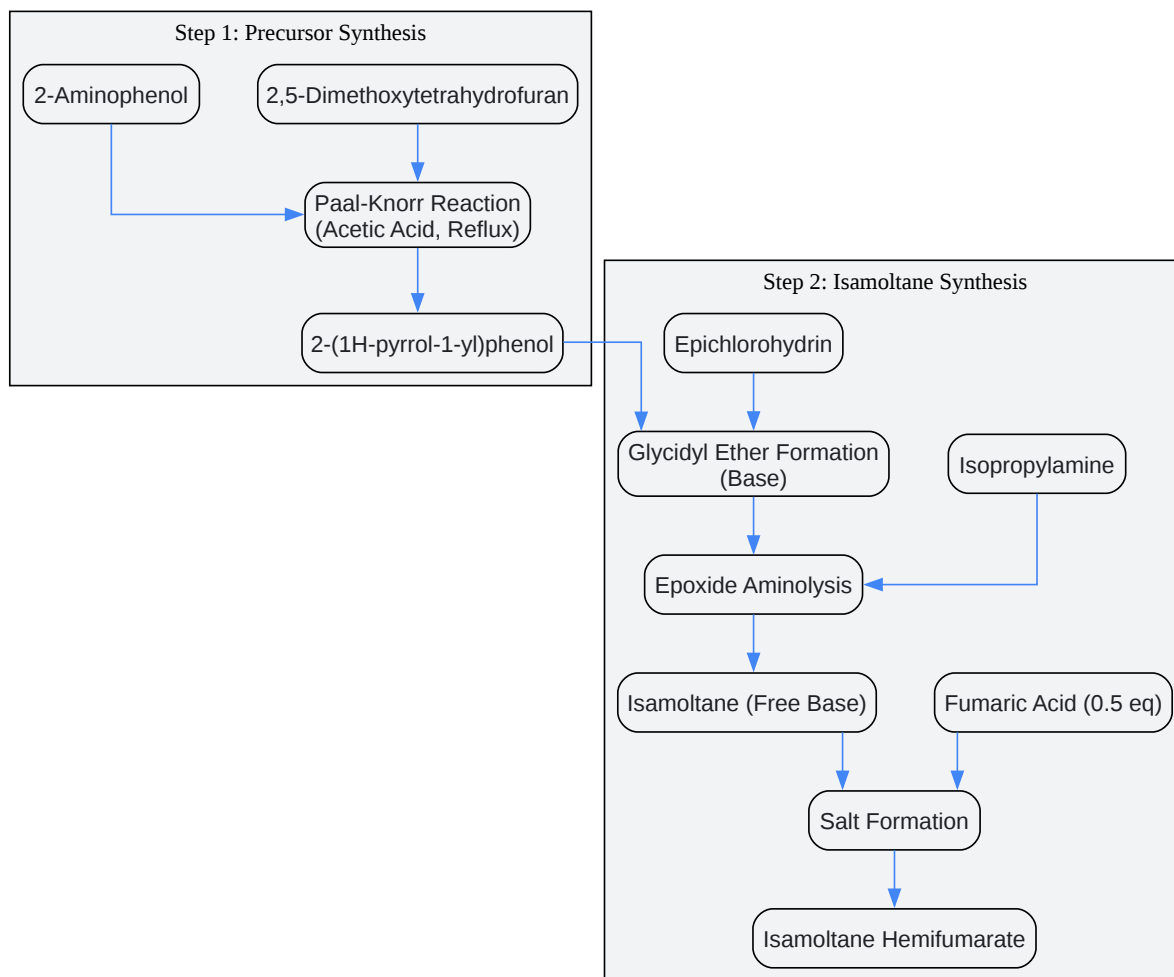 Step 1: Precursor Synthesis
2-Aminophenol
2,5-Dimethoxytetrahydrofuran
Paal-Knorr Reaction
(Acetic Acid, Reflux)
2-(1H-pyrrol-1-yl)phenol
Step 2: Isamoltane Synthesis
Epichlorohydrin
Glycidyl Ether Formation
(Base)
Isopropylamine
Epoxide Aminolysis
Isamoltane (Free Base)
Fumaric Acid (0.5 eq)
Salt Formation
Isamoltane Hemifumarate